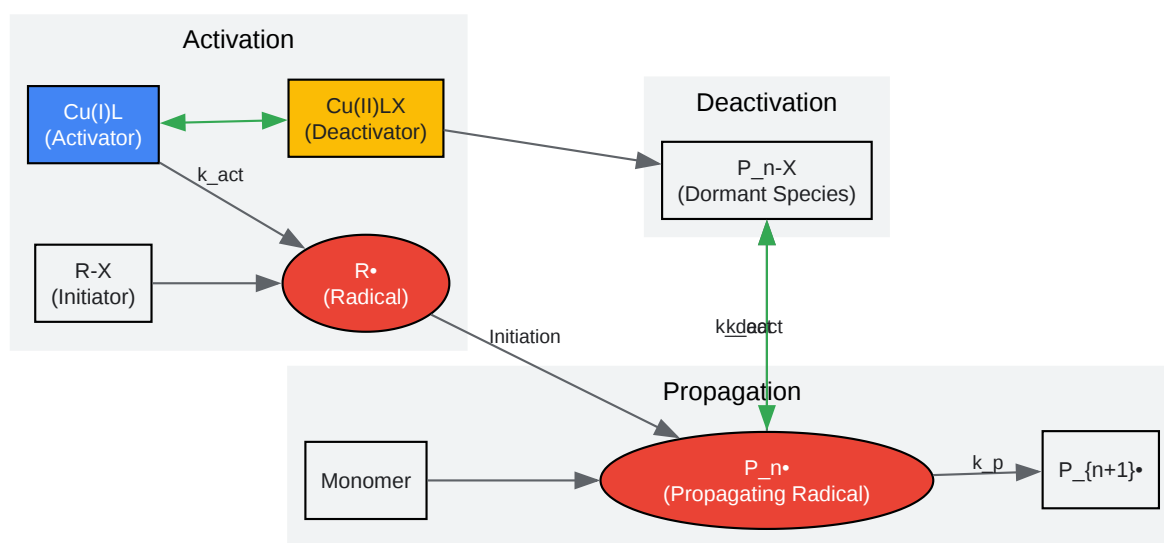 Activation
Cu(I)L
(Activator)
Cu(II)LX
(Deactivator)
k_act
R-X
(Initiator)
R•
(Radical)
Deactivation
P_n-X
(Dormant Species)
Initiation
Propagation
Monomer
P_n•
(Propagating Radical)
k_p
P_{n+1}•